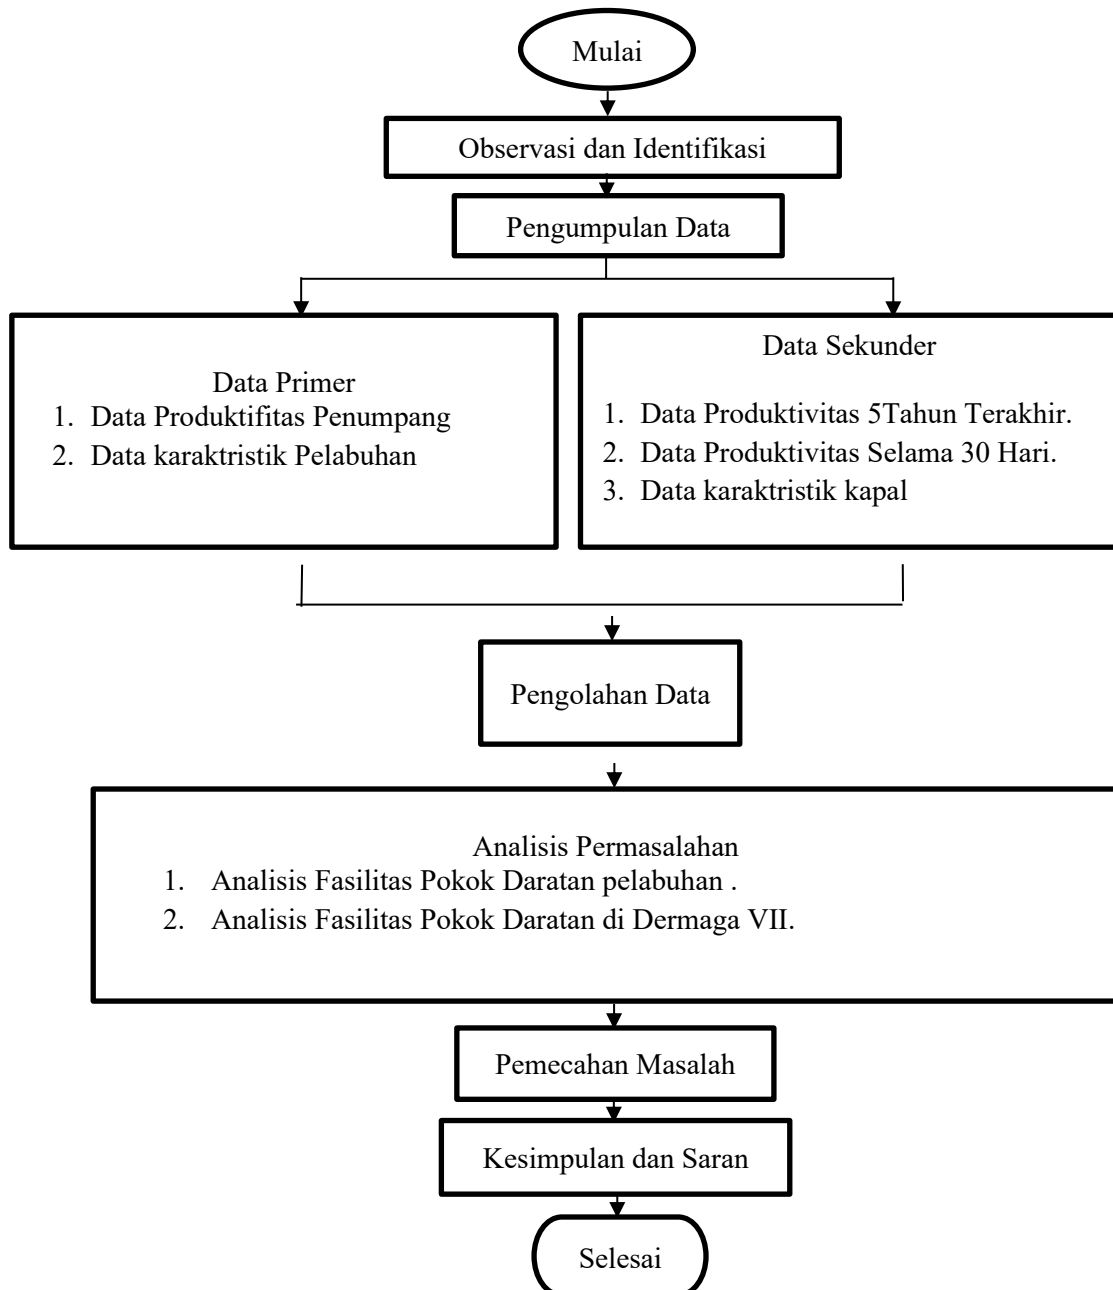 Mulai
Observasi dan Identifikasi
Pengumpulan Data
Data Primer
1. Data Produktifitas Penumpang
2. Data karaktristik Pelabuhan
Data Sekunder
1. Data Produktivitas 5Tahun Terakhir.
2. Data Produktivitas Selama 30 Hari.
3. Data karaktristik kapal
Pengolahan Data
Analisis Permasalahan
1. Analisis Fasilitas Pokok Daratan pelabuhan .
2. Analisis Fasilitas Pokok Daratan di Dermaga VII.
Pemecahan Masalah
Kesimpulan dan Saran
Selesai